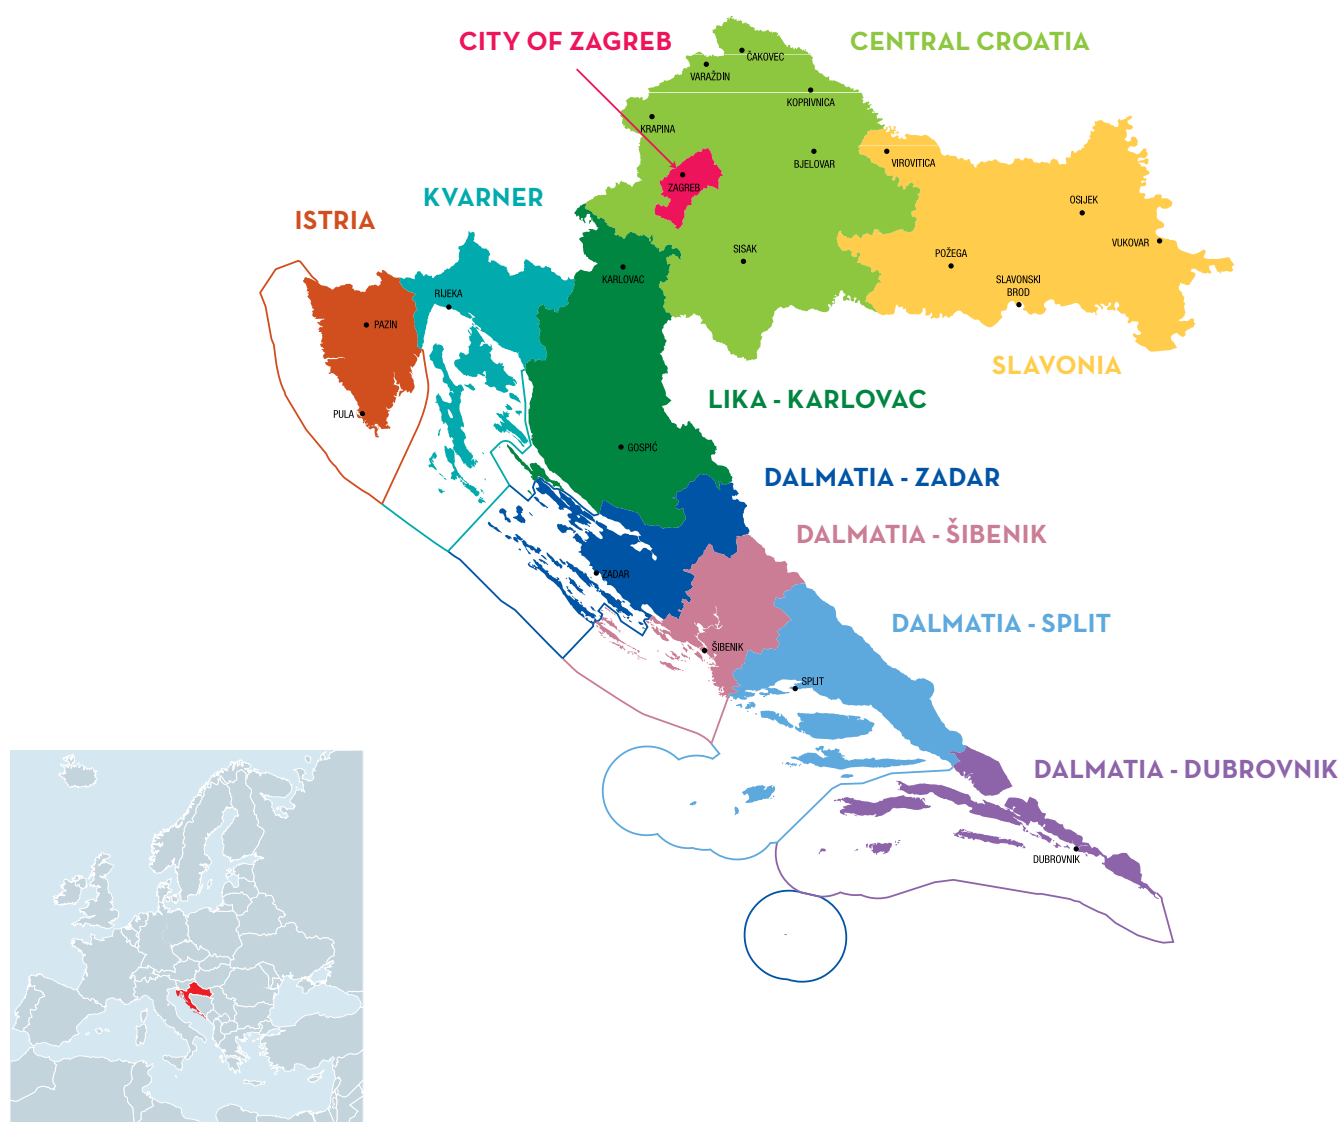 CITY OF ZAGREB
CENTRAL CROATIA
ČAKOVEC
VARAŽDIN
KOPRIVNICA
KRAPINA
BJELOVAR
VIROVITICA
ZAGREB
KVARNER
ISTRIA
OSIJEK
VUKOVAR
SISAK
POŽEGA
KARLOVAC
SLAVONSKI
BROD
RIJEKA
PAZIN
SLAVONIA
LIKA - KARLOVAC
PULA
GOSPIĆ
DALMATIA - ZADAR
DALMATIA - ŠIBENIK
ZADAR
DALMATIA - SPLIT
ŠIBENIK
SPLIT
DALMATIA - DUBROVNIK
DUBROVNIK